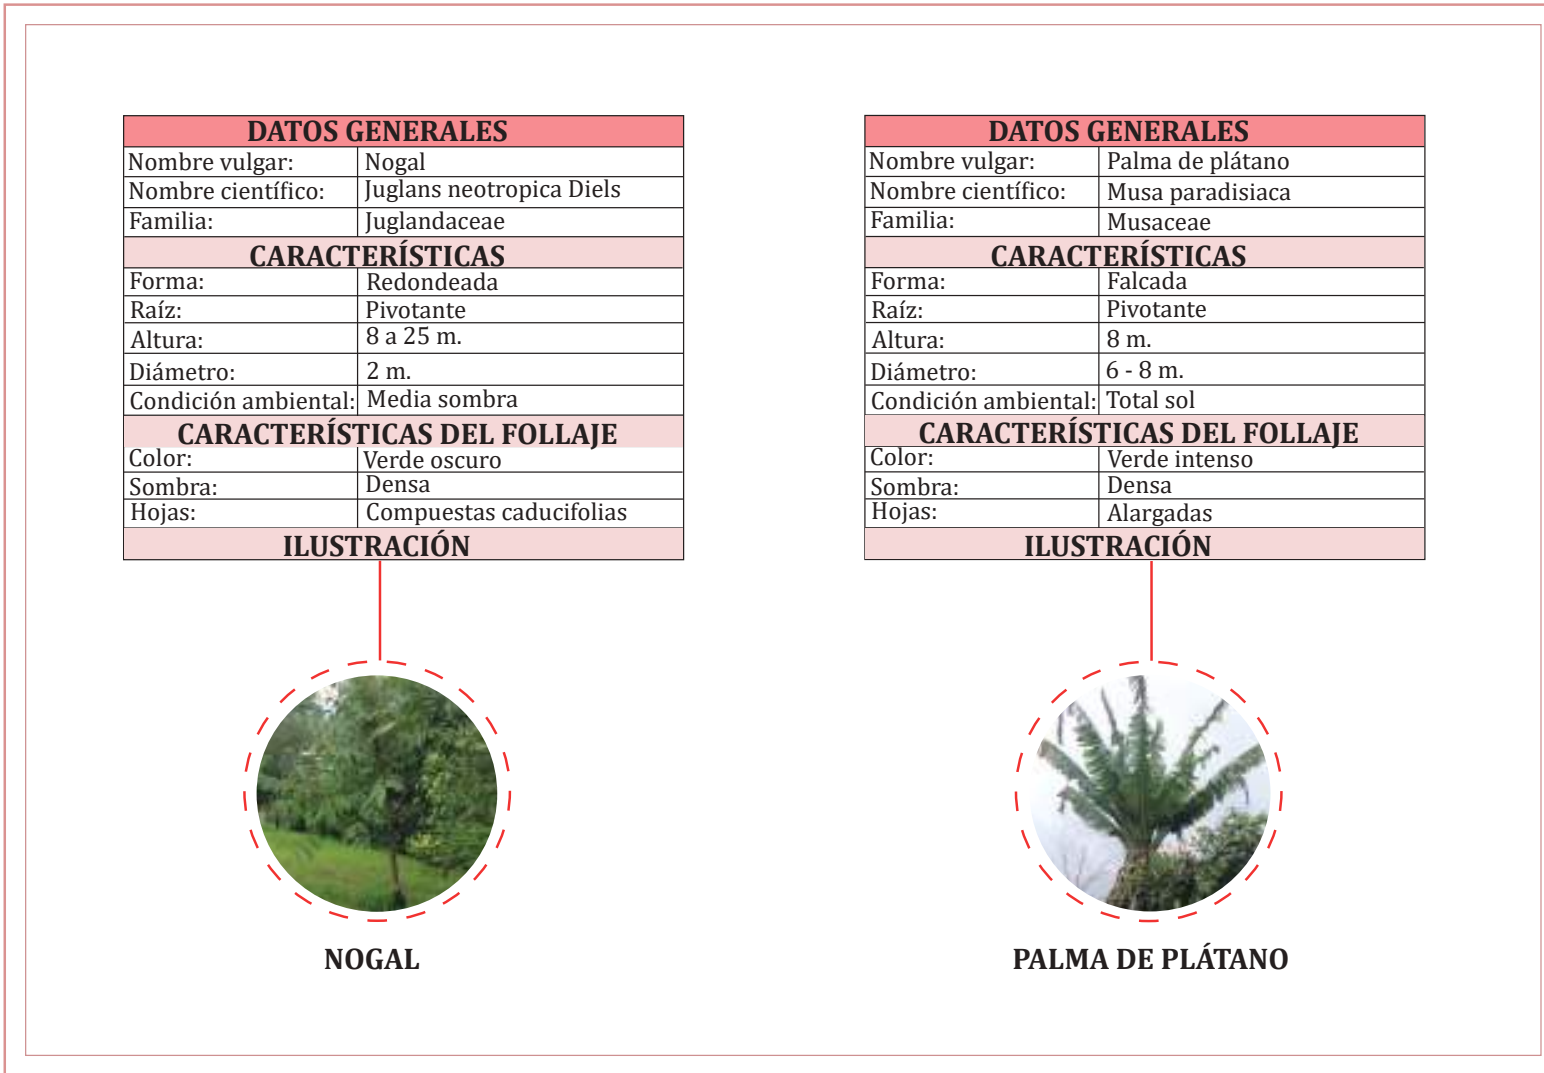 DATOS GENERALES
Nombre vulgar: Nogal
Nombre científico: Juglans neotropica Diels
Familia: Juglandaceae
CARACTERÍSTICAS
Forma: Redondeada
Raíz: Pivotante
Altura: 8 a 25 m.
Diámetro: 2 m.
Condición ambiental: Media sombra
CARACTERÍSTICAS DEL FOLLAJE
Color: Verde oscuro
Sombra: Densa
Hojas: Compuestas caducifolias
ILUSTRACIÓN
NOGAL
DATOS GENERALES
Nombre vulgar: Palma de plátano
Nombre científico: Musa paradisiaca
Familia: Musaceae
CARACTERÍSTICAS
Forma: Falcada
Raíz: Pivotante
Altura: 8 m.
Diámetro: 6 - 8 m.
Condición ambiental: Total sol
CARACTERÍSTICAS DEL FOLLAJE
Color: Verde intenso
Sombra: Densa
Hojas: Alargadas
ILUSTRACIÓN
PALMA DE PLÁTANO